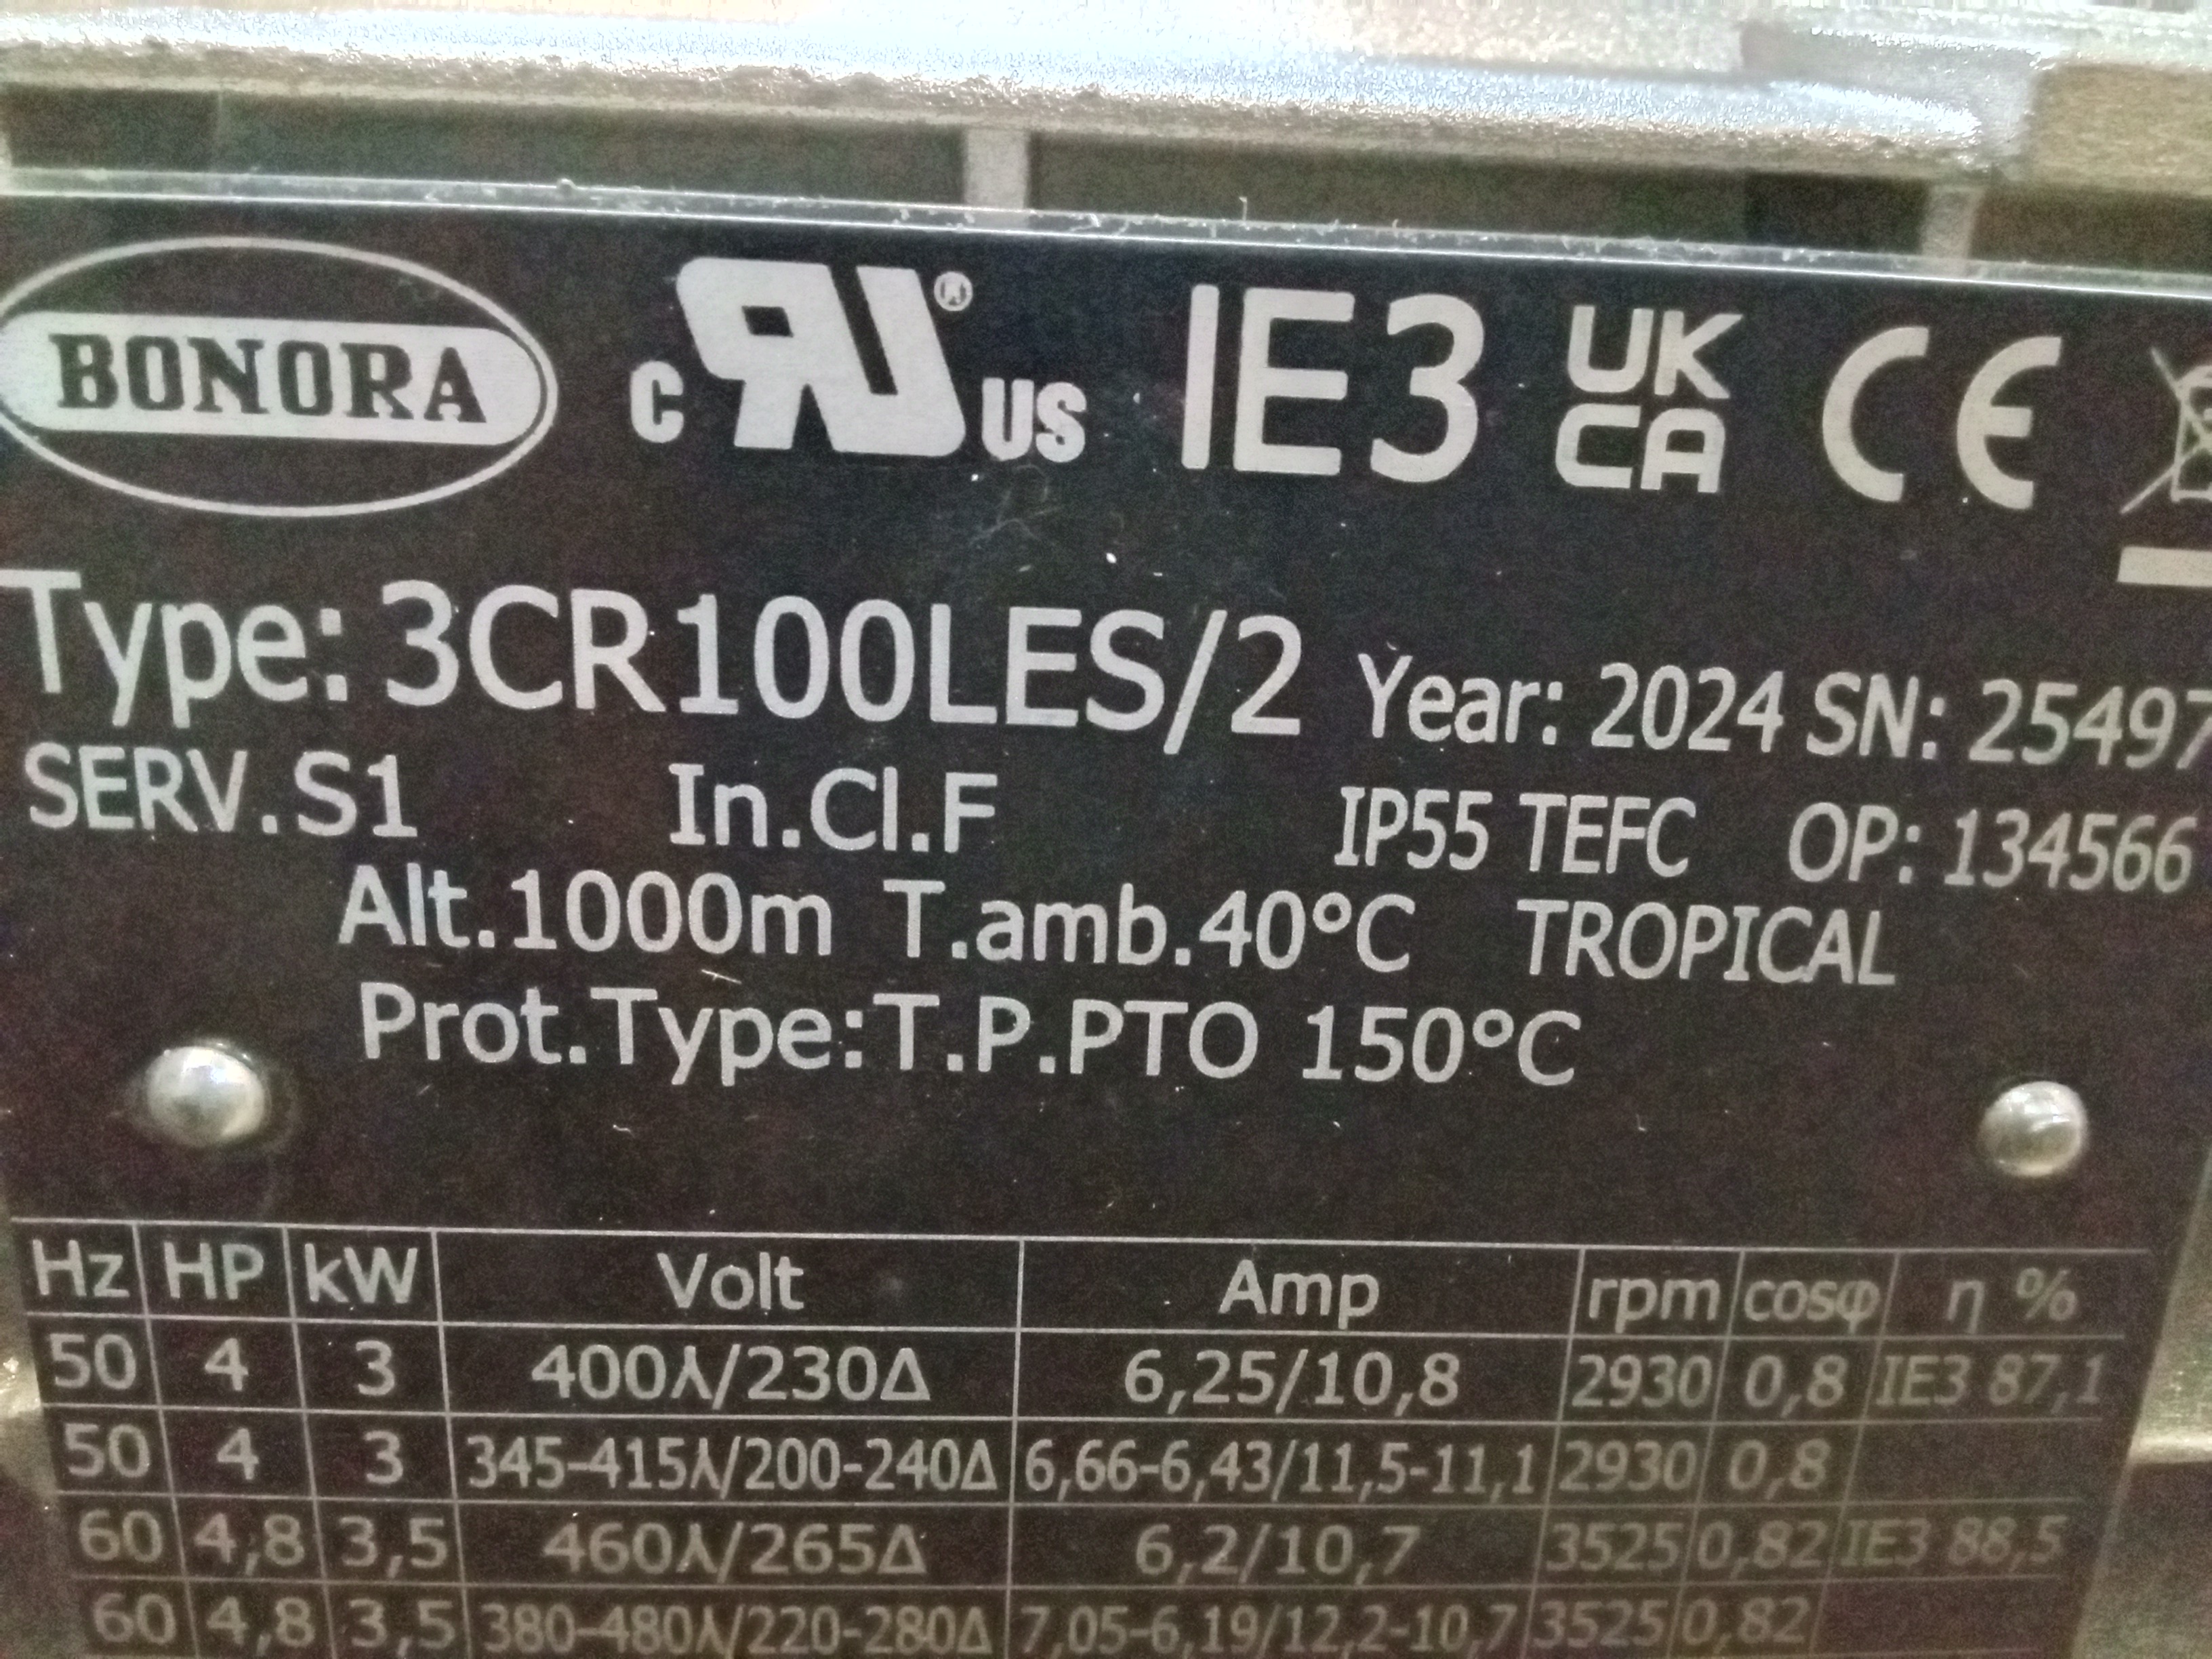 BONORA c RU® US IE3 UK CA CE
Type: 3CR100LES/2 Year: 2024 SN: 25497
SERV.S1 In.Cl.F IP55 TEFC OP: 134566
Alt.1000m T.amb.40°C TROPICAL
Prot.Type:T.P.PTO 150°C
Hz HP kW Volt Amp rpm cosφ η %
50 4 3 400⅄/230Δ 6,25/10,8 2930 0,8 IE3 87,1
50 4 3 345-415⅄/200-240Δ 6,66-6,43/11,5-11,1 2930 0,8
60 4,8 3,5 460⅄/265Δ 6,2/10,7 3525 0,82 IE3 88,5
60 4,8 3,5 380-480⅄/220-280Δ 7,05-6,19/12,2-10,7 3525 0,82